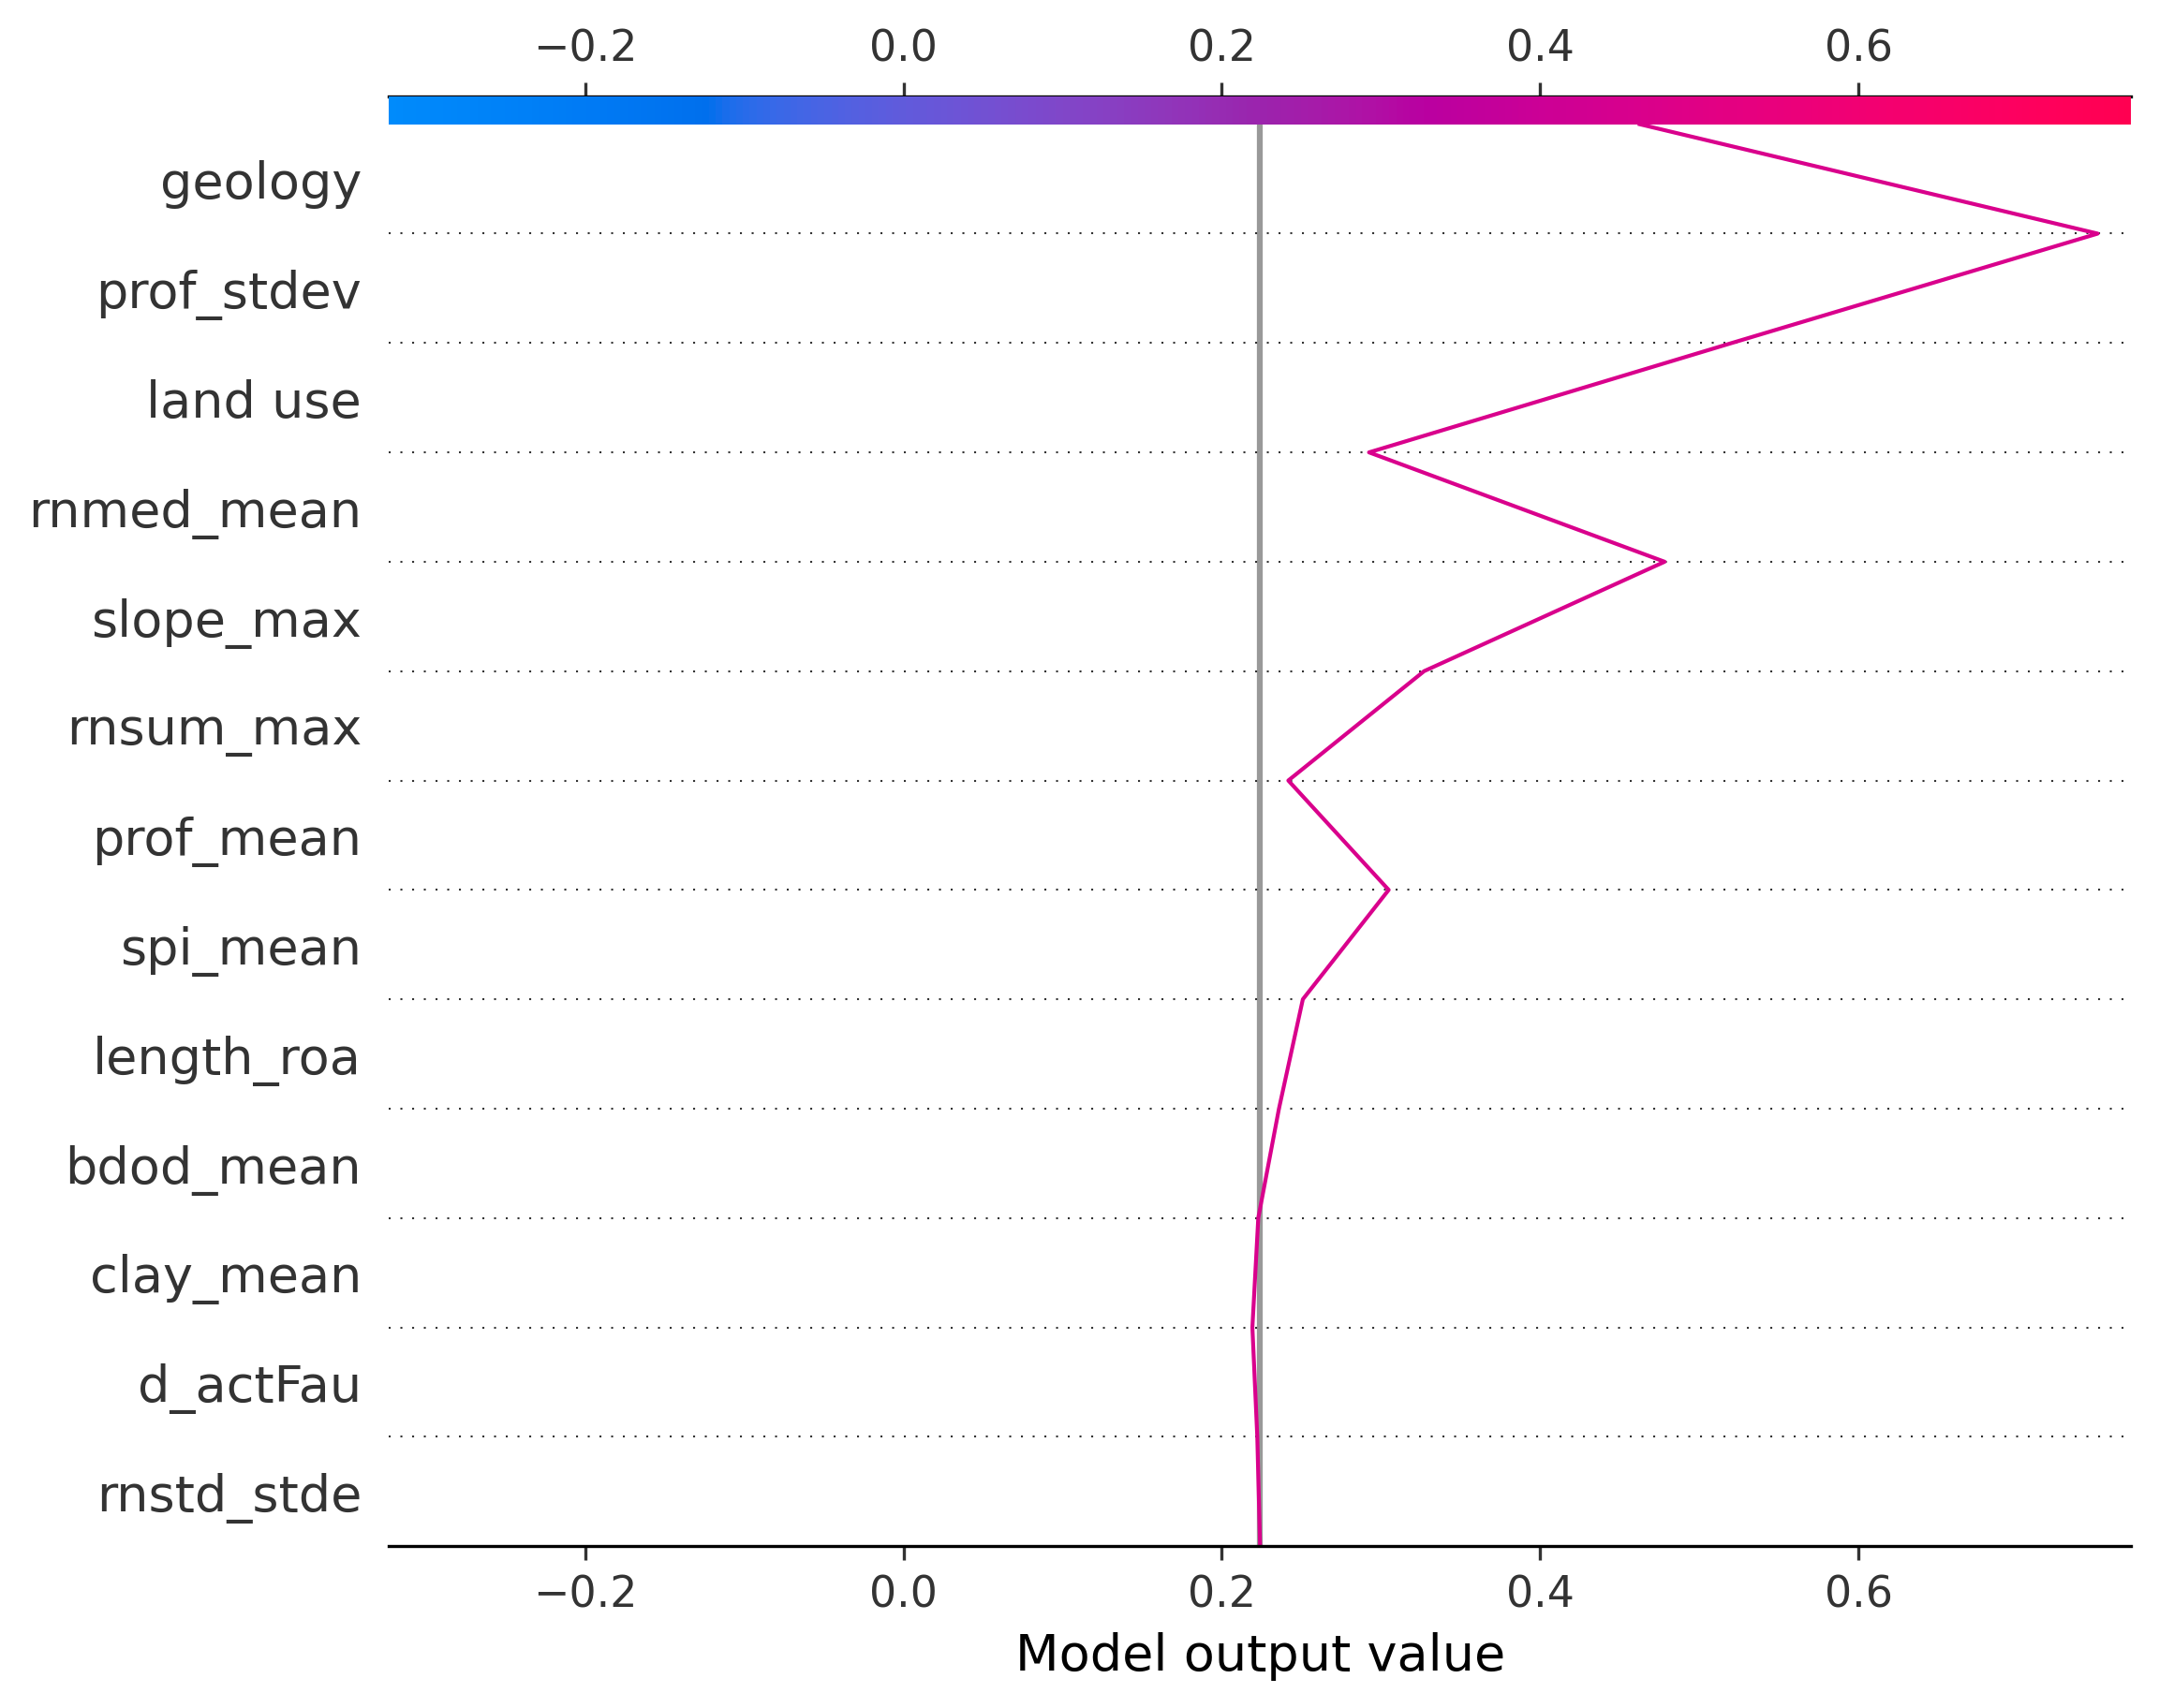 −0.2 0.0 0.2 0.4 0.6
geology
prof_stdev
land use
rnmed_mean
slope_max
rnsum_max
prof_mean
spi_mean
length_roa
bdod_mean
clay_mean
d_actFau
rnstd_stde
−0.2 0.0 0.2 0.4 0.6
Model output value